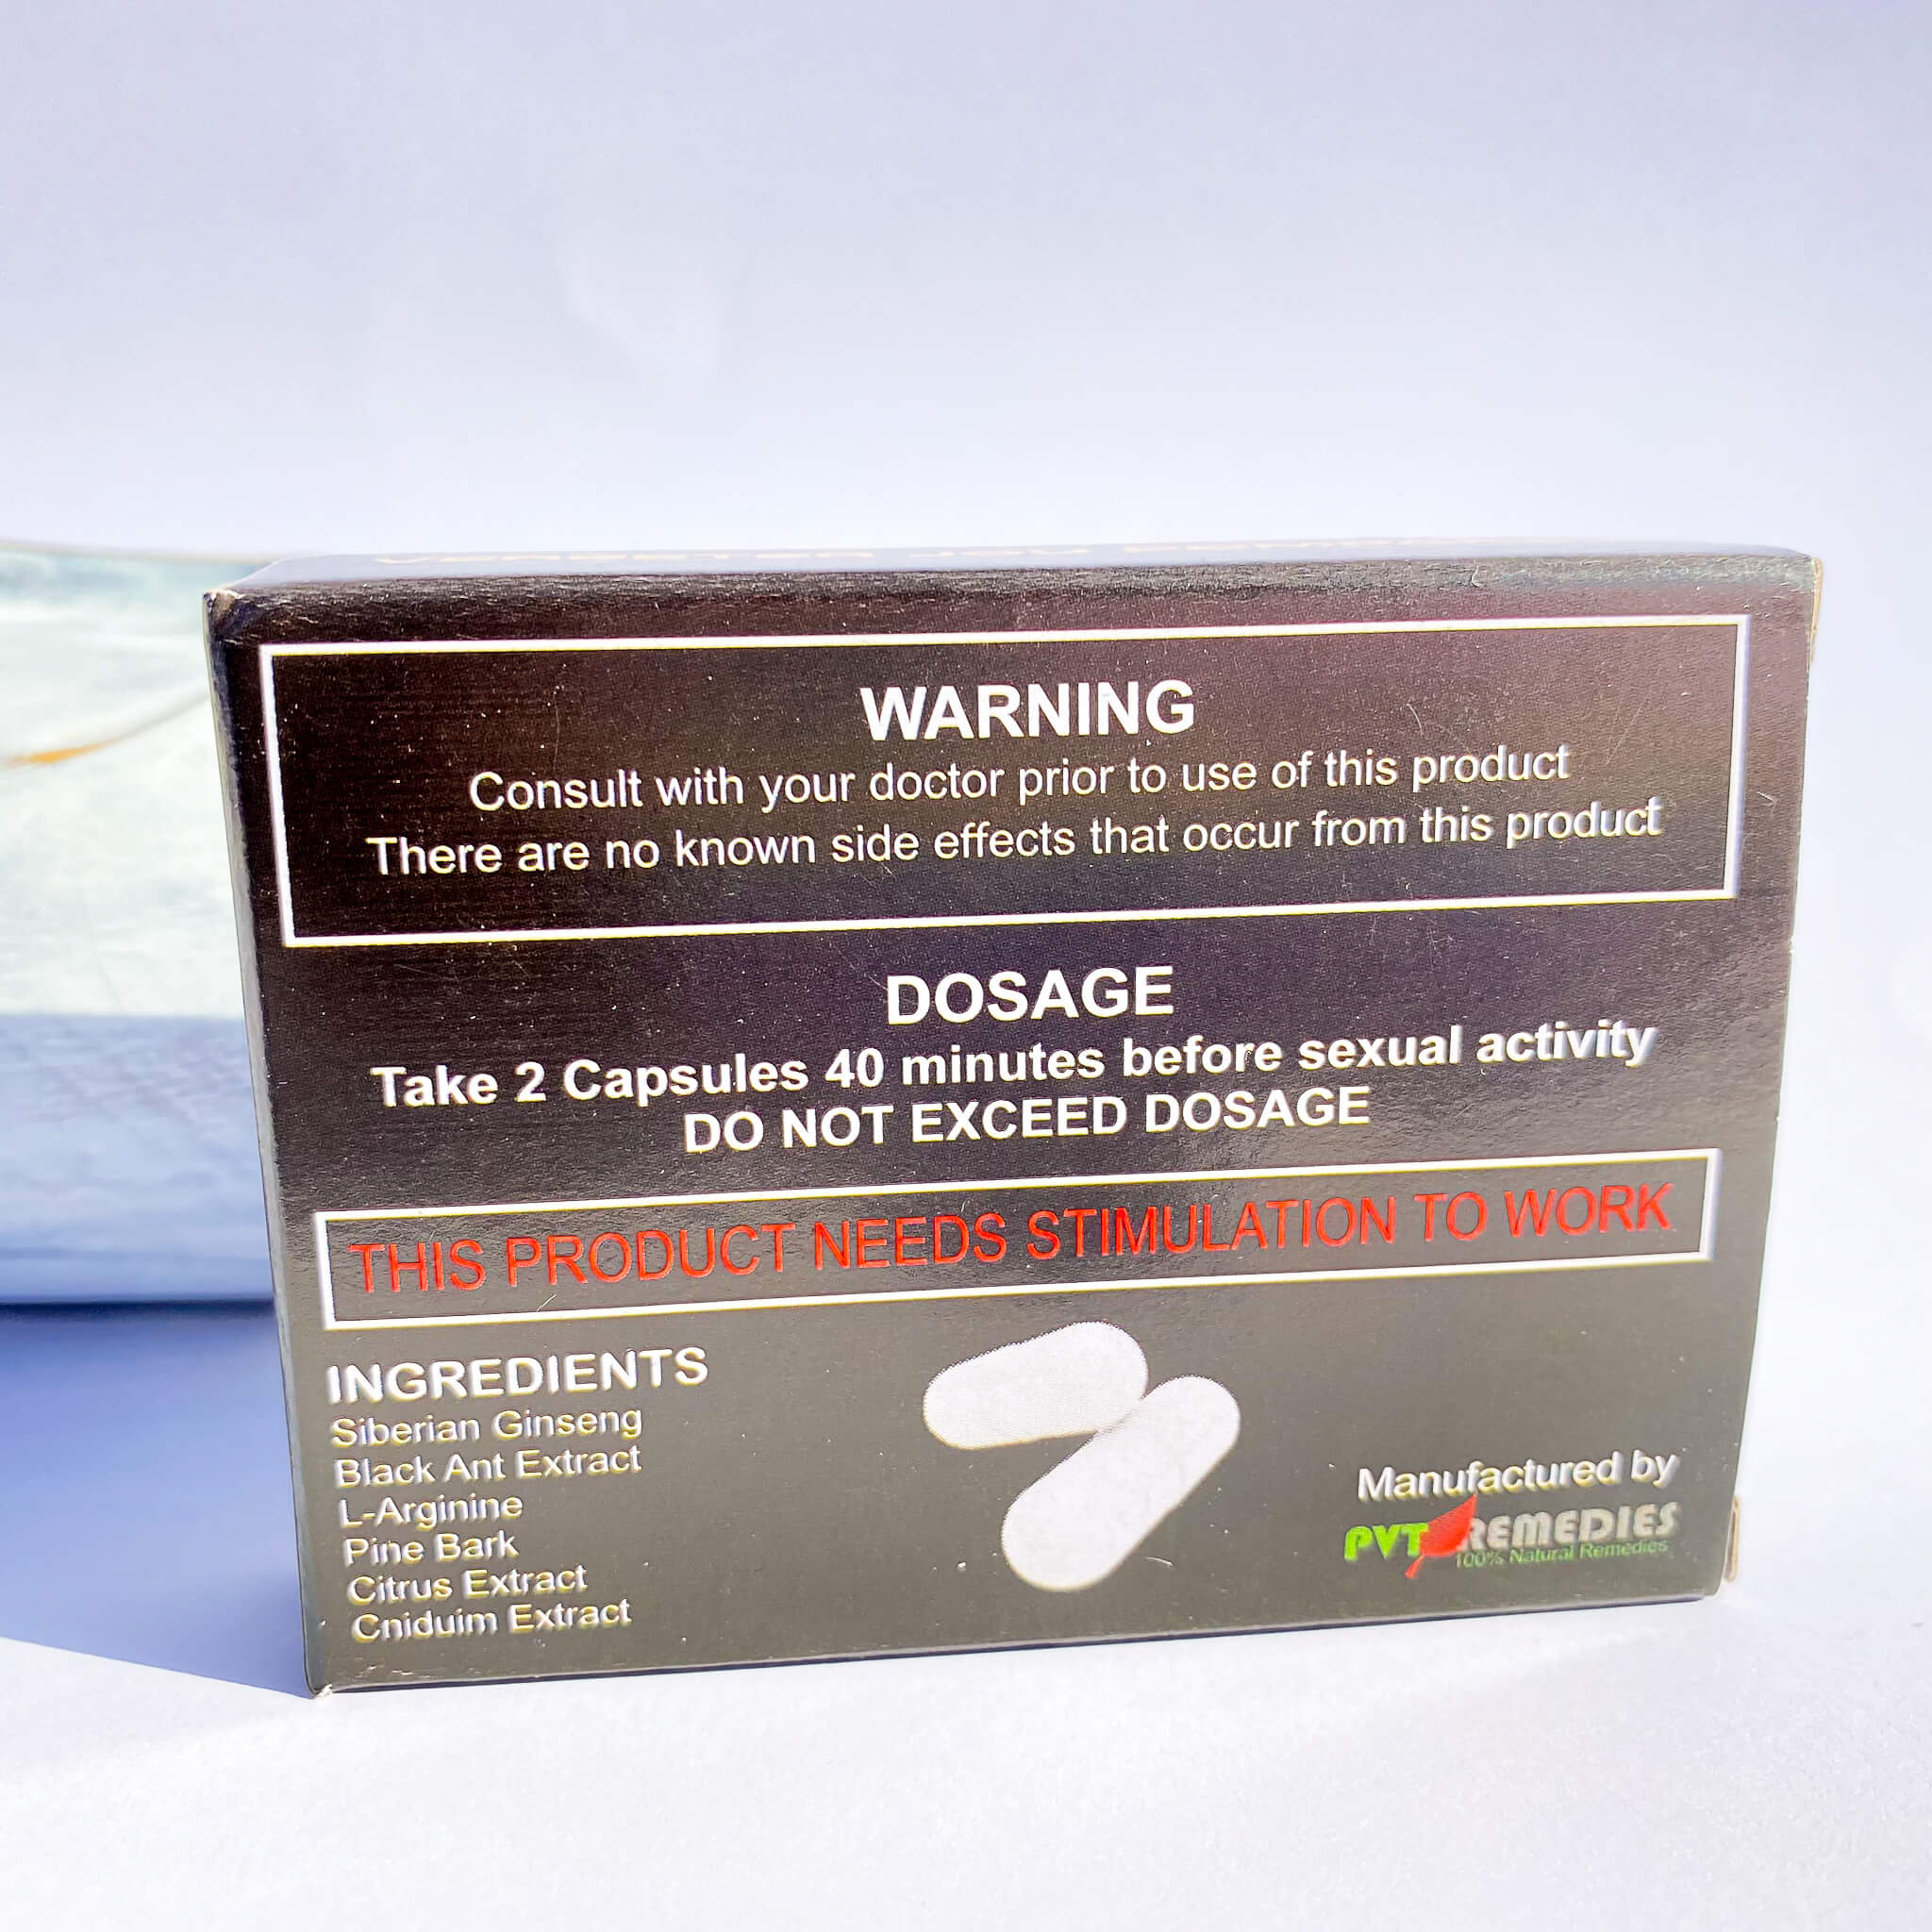 WARNING
Consult with your doctor prior to use of this product
There are no known side effects that occur from this product
DOSAGE
Take 2 Capsules 40 minutes before sexual activity
DO NOT EXCEED DOSAGE
THIS PRODUCT NEEDS STIMULATION TO WORK
INGREDIENTS
Siberian Ginseng
Black Ant Extract
L-Arginine
Pine Bark
Citrus Extract
Cniduim Extract
Manufactured by
PVT REMEDIES
100% Natural Remedies